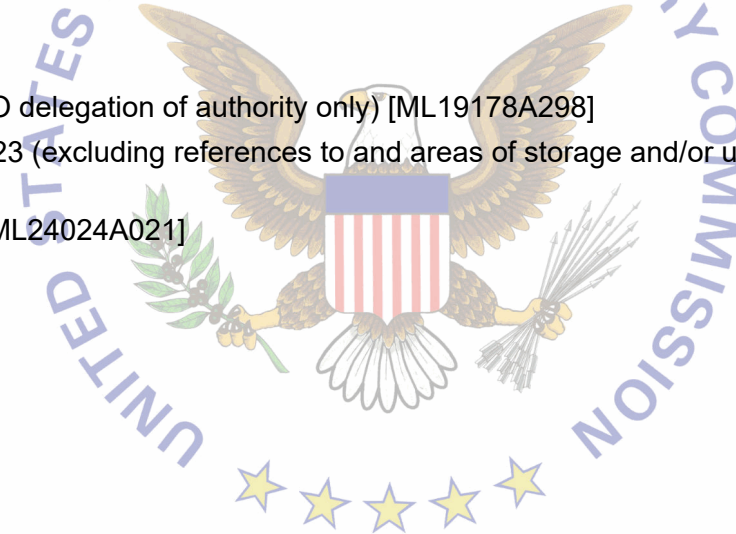 delegation of authority only) [ML19178A298]
23 (excluding references to and areas of storage and/or
ML24024A021]
UNITED STATES
COMMISSION